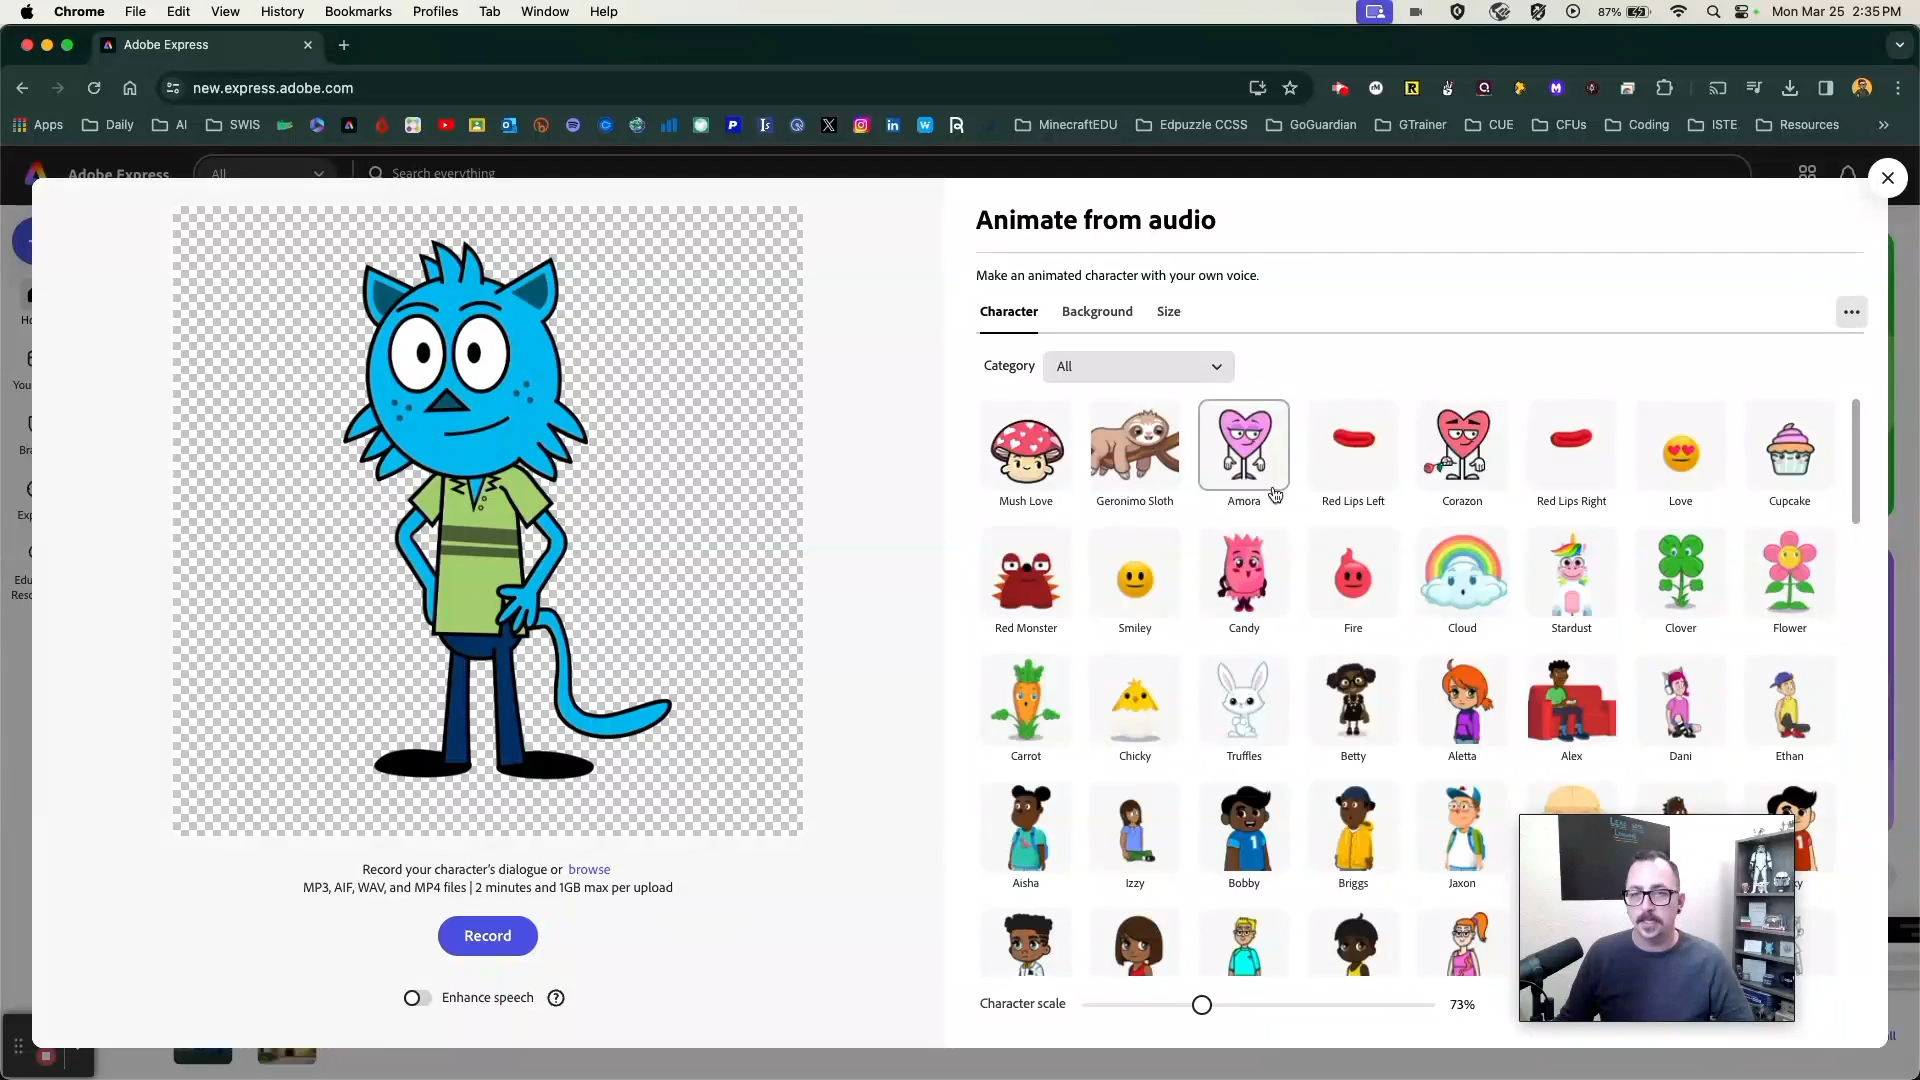 Chrome File Edit View History Bookmarks Profiles Tab Window Help 87% Mon Mar 25 2:35 PM
Adobe Express
new.express.adobe.com
Apps Daily AI SWIS MinecraftEDU Edpuzzle CCSS GoGuardian GTrainer CUE CFUs Coding ISTE Resources
Adobe Express All Search everything
Animate from audio
Make an animated character with your own voice.
Character Background Size
Category All
Mush Love Geronimo Sloth Amora Red Lips Left Corazon Red Lips Right Love Cupcake
Red Monster Smiley Candy Fire Cloud Stardust Clover Flower
Carrot Chicky Truffles Betty Aletta Alex Dani Ethan
Aisha Izzy Bobby Briggs Jaxon
Character scale 73%
Record your character's dialogue or browse
MP3, AIF, WAV, and MP4 files | 2 minutes and 1GB max per upload
Record
Enhance speech